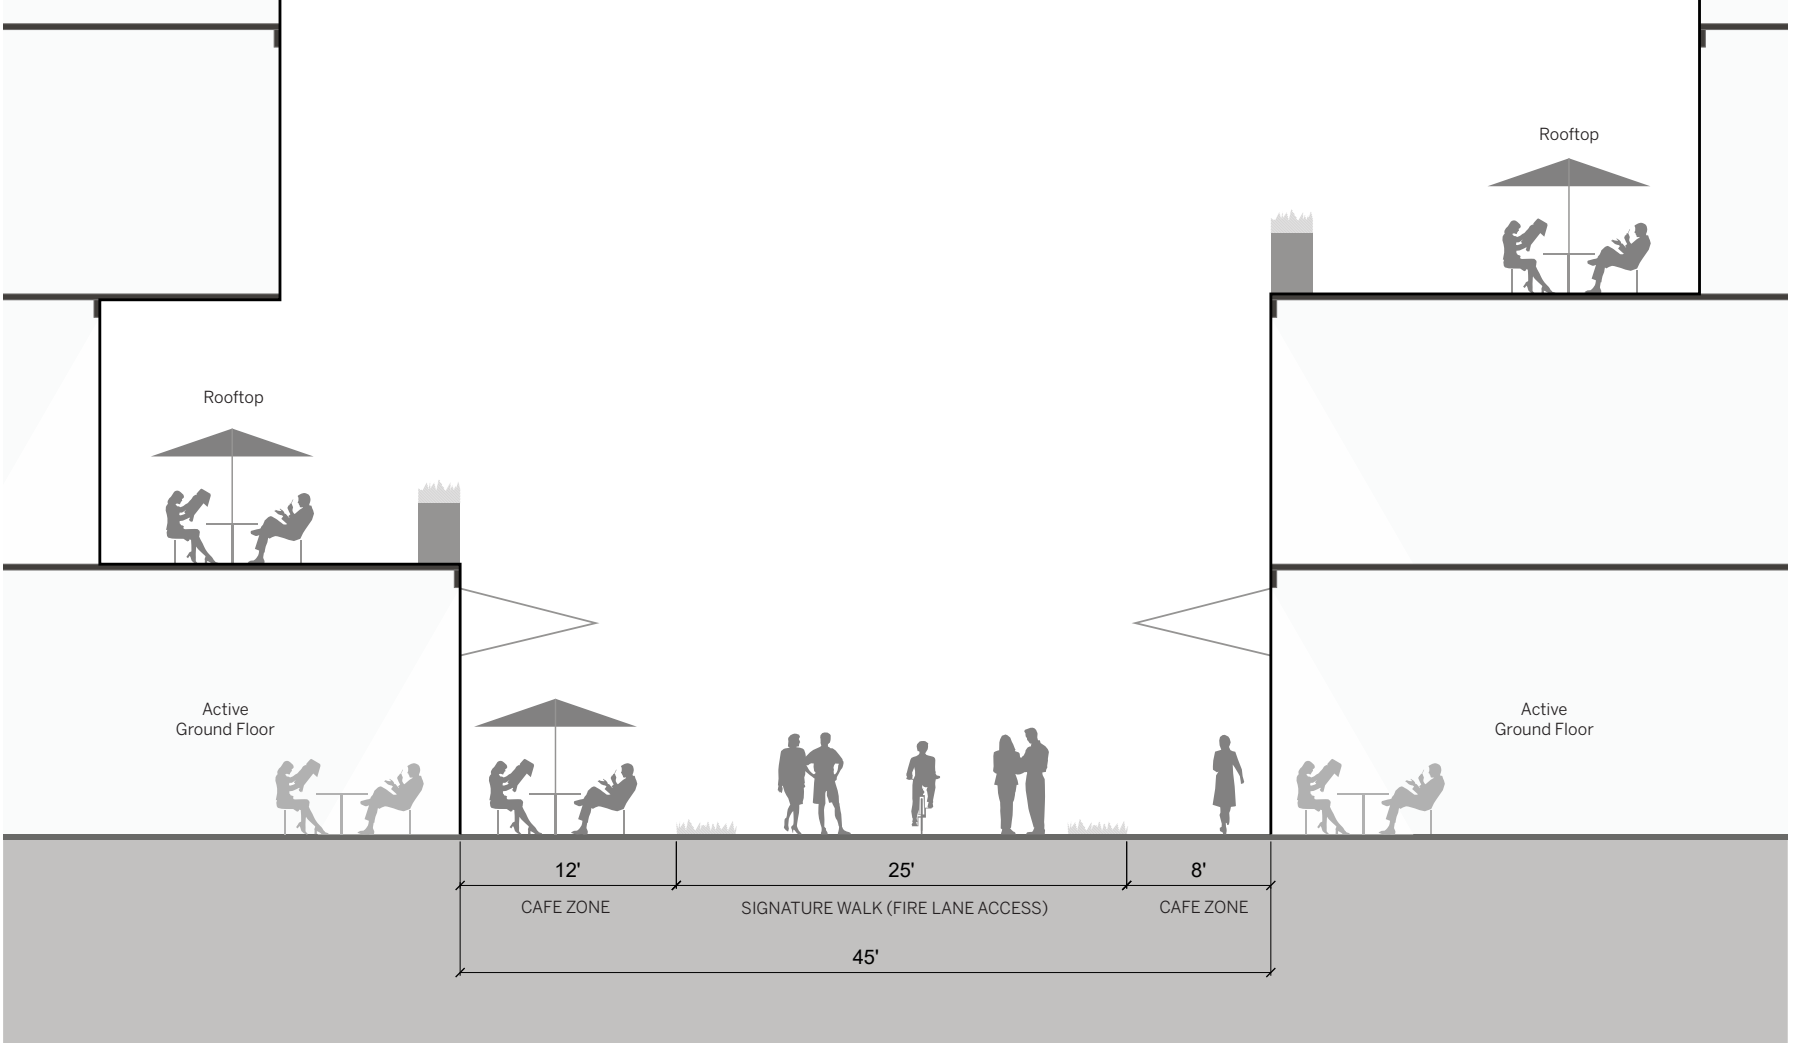 Rooftop
Rooftop
Active
Ground Floor
Active
Ground Floor
12'
25'
8'
CAFE ZONE
SIGNATURE WALK (FIRE LANE ACCESS)
CAFE ZONE
45'